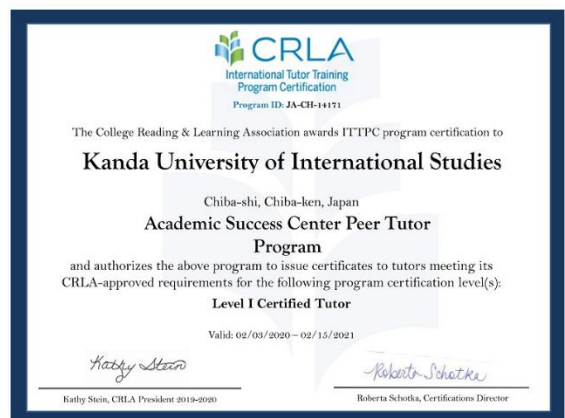 CRLA
International Tutor Training
Program Certification
Program ID: JA-CH-14171
The College Reading & Learning Association awards ITTPC program certification to
Kanda University of International Studies
Chiba-shi, Chiba-ken, Japan
Academic Success Center Peer Tutor
Program
and authorizes the above program to issue certificates to tutors meeting its
CRLA-approved requirements for the following program certification level(s):
Level I Certified Tutor
Valid: 02/03/2020 – 02/15/2021
Kathy Stein
Roberta Schotka
Kathy Stein, CRLA President 2019-2020
Roberta Schotka, Certifications Director